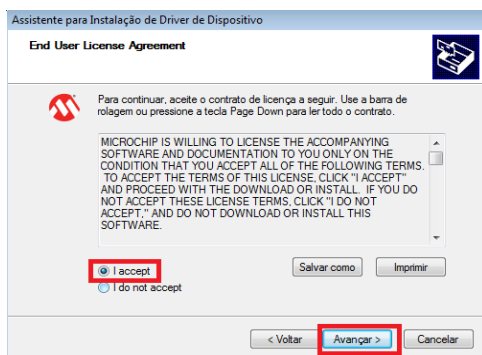 Assistente para Instalação de Driver de Dispositivo
End User License Agreement
Para continuar, aceite o contrato de licença a seguir. Use a barra de
rolagem ou pressione a tecla Page Down para ler todo o contrato.
MICROCHIP IS WILLING TO LICENSE THE ACCOMPANYING
SOFTWARE AND DOCUMENTATION TO YOU ONLY ON THE
CONDITION THAT YOU ACCEPT ALL OF THE FOLLOWING TERMS.
TO ACCEPT THE TERMS OF THIS LICENSE, CLICK "I ACCEPT"
AND PROCEED WITH THE DOWNLOAD OR INSTALL. IF YOU DO
NOT ACCEPT THESE LICENSE TERMS, CLICK "I DO NOT
ACCEPT," AND DO NOT DOWNLOAD OR INSTALL THIS
SOFTWARE.
I accept
Salvar como
Imprimir
I do not accept
< Voltar
Avançar >
Cancelar